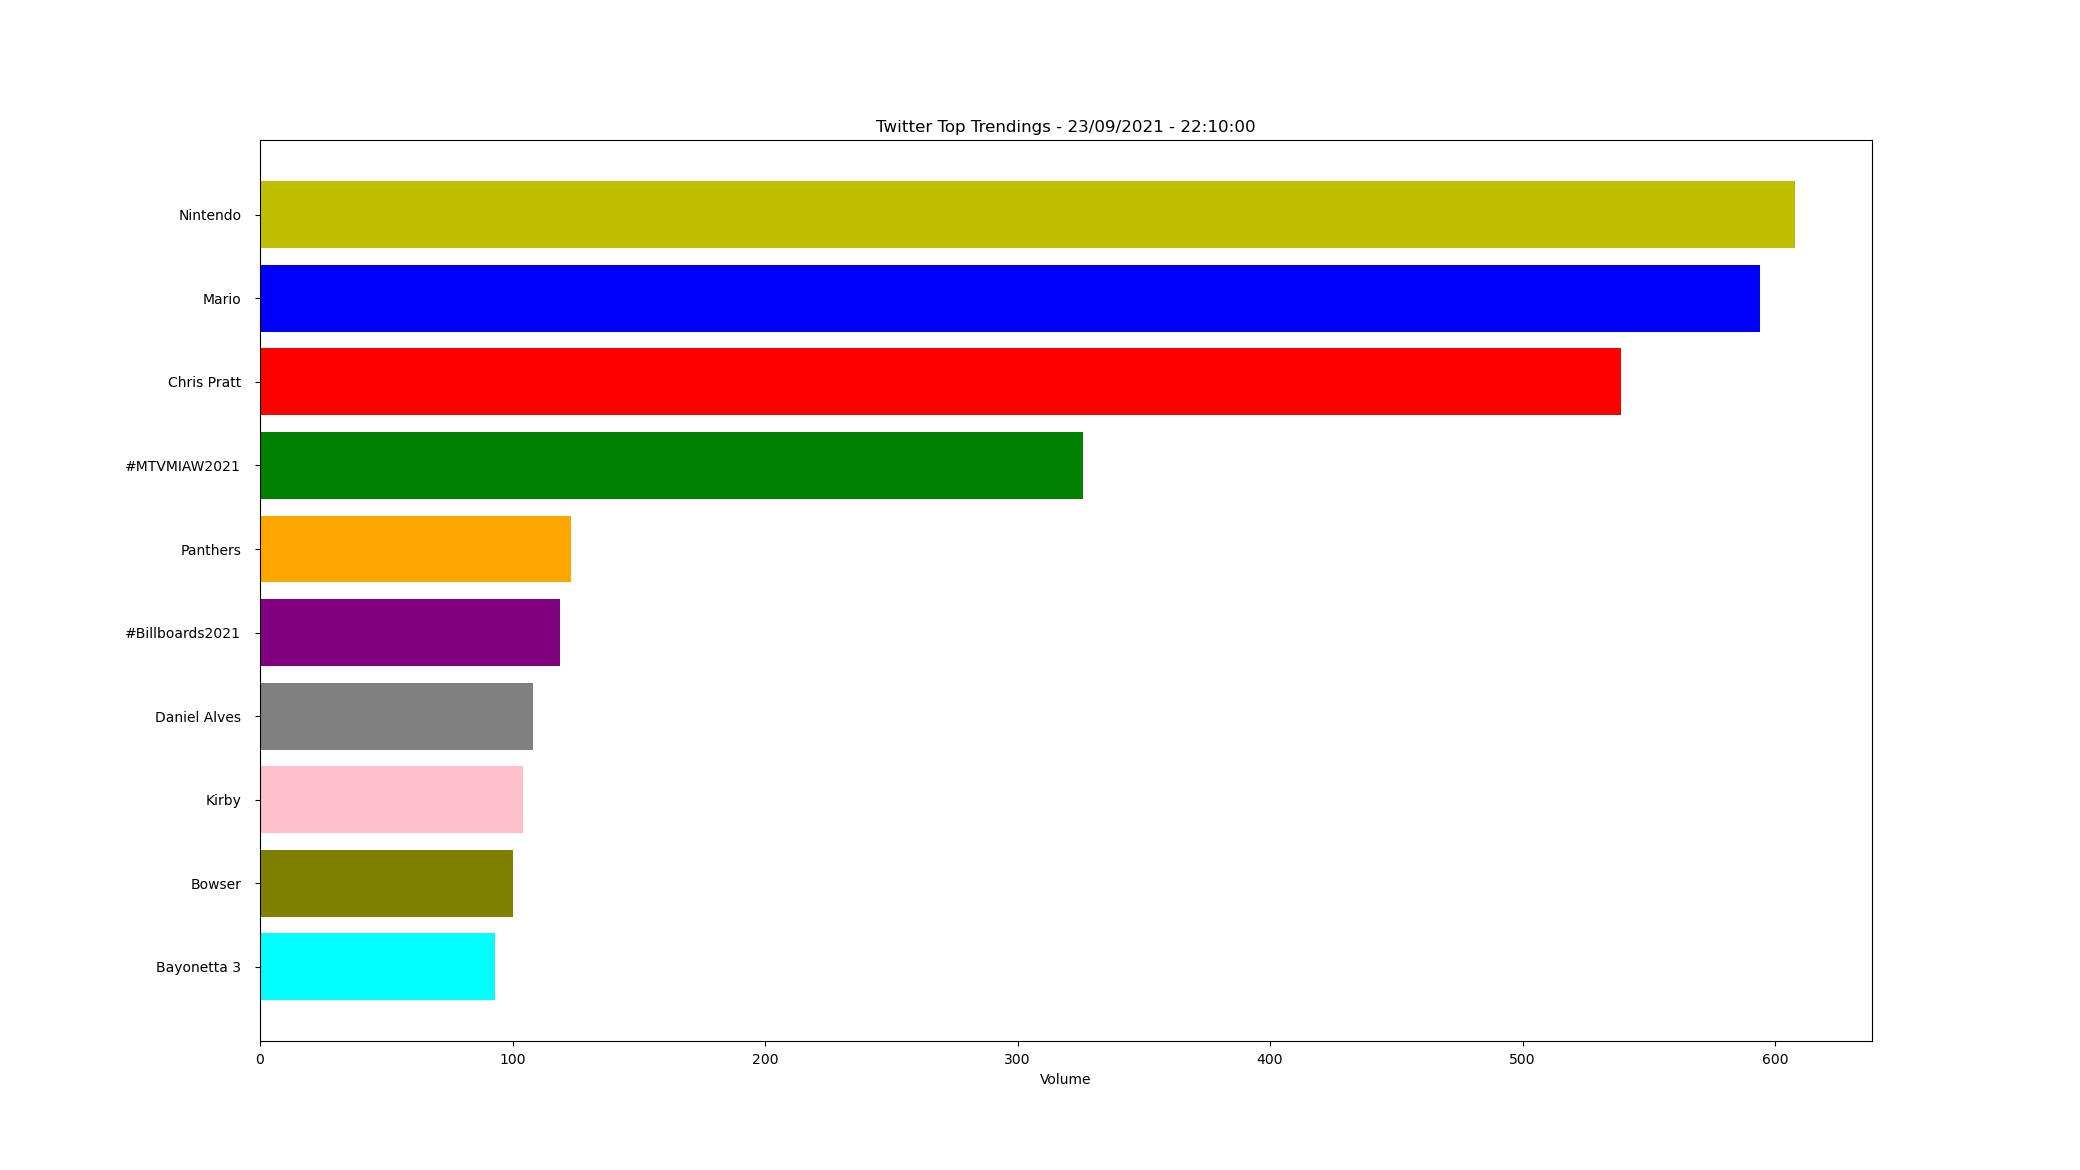 Twitter Top Trendings - 23/09/2021 - 22:10:00
Nintendo
Mario
Chris Pratt
#MTVMIAW2021
Panthers
#Billboards2021
Daniel Alves
Kirby
Bowser
Bayonetta 3
0 100 200 300 400 500 600
Volume